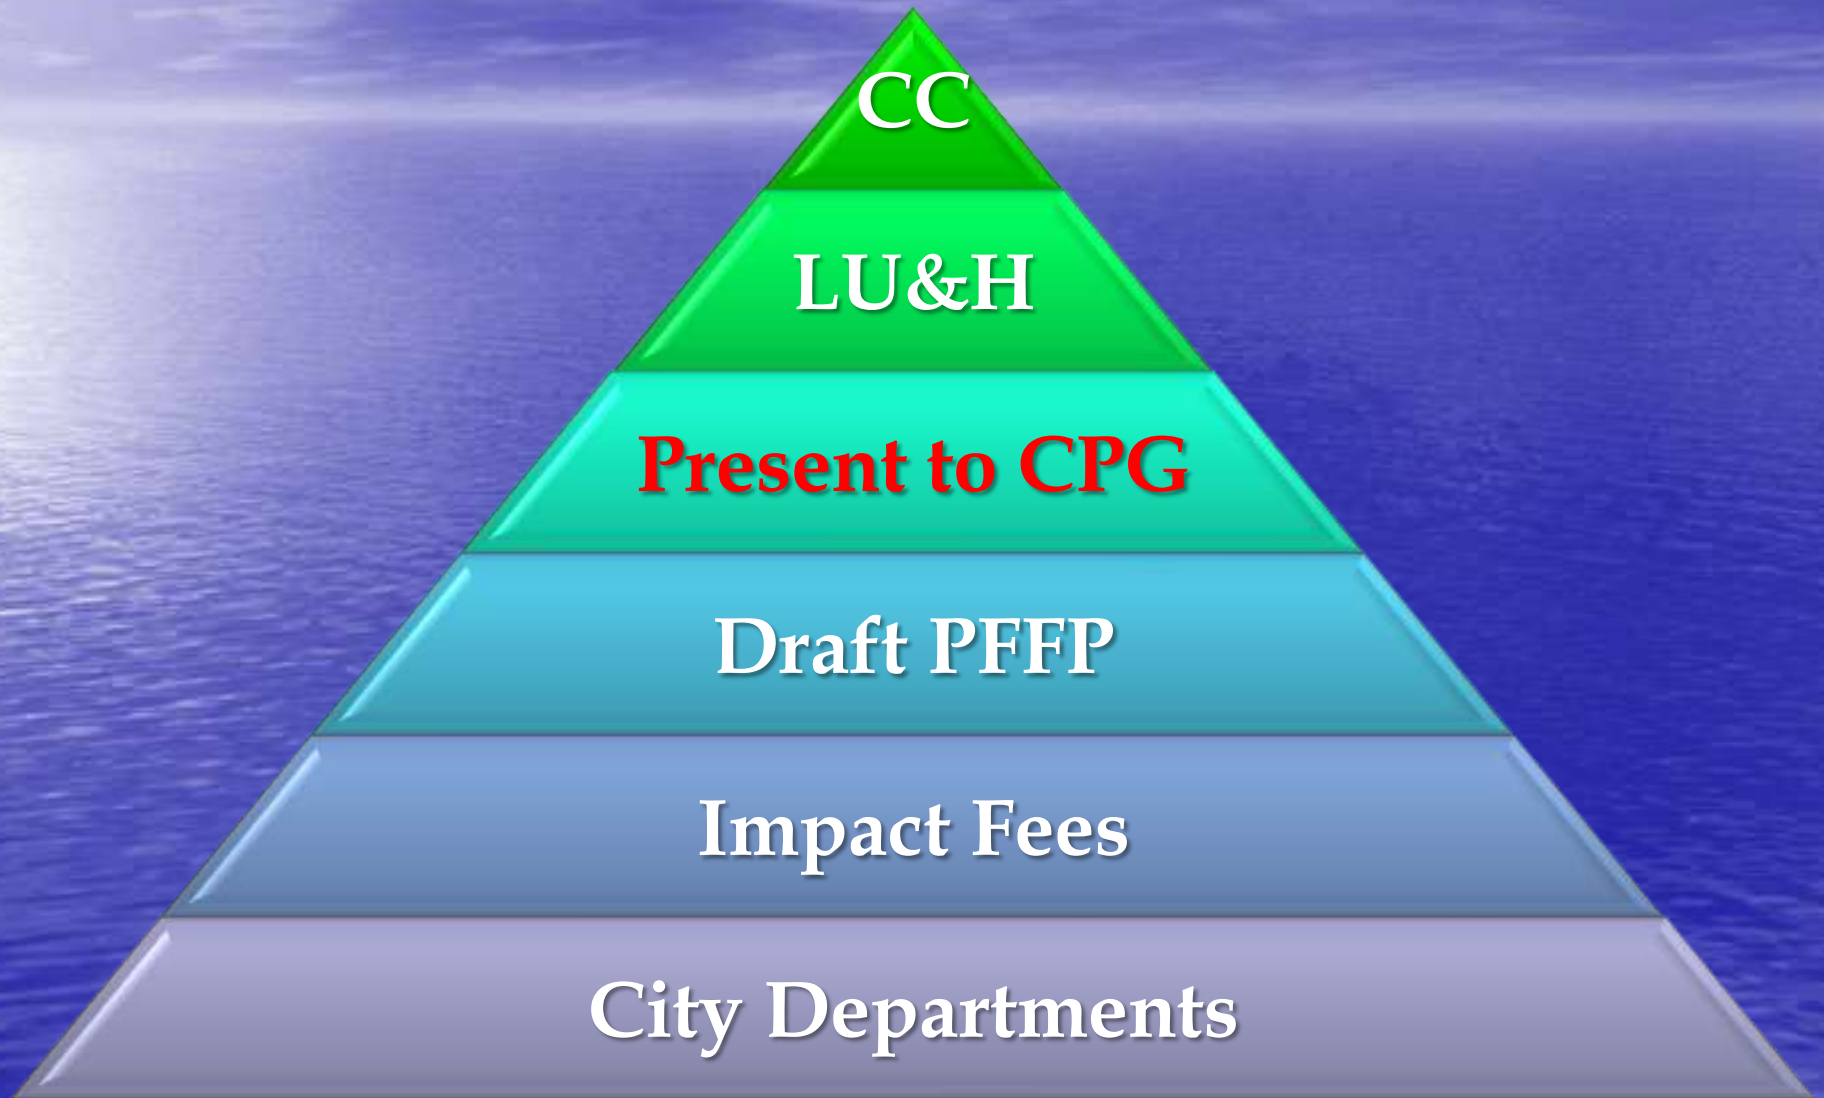 CC
LU&H
Present to CPG
Draft PFFP
Impact Fees
City Departments